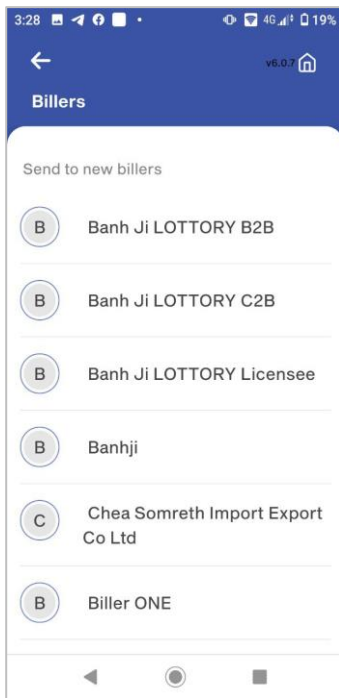 3:28 4G 19%
v6.0.7
Billers
Send to new billers
B Banh Ji LOTTORY B2B
B Banh Ji LOTTORY C2B
B Banh Ji LOTTORY Licensee
B Banhji
C Chea Somreth Import Export
Co Ltd
B Biller ONE